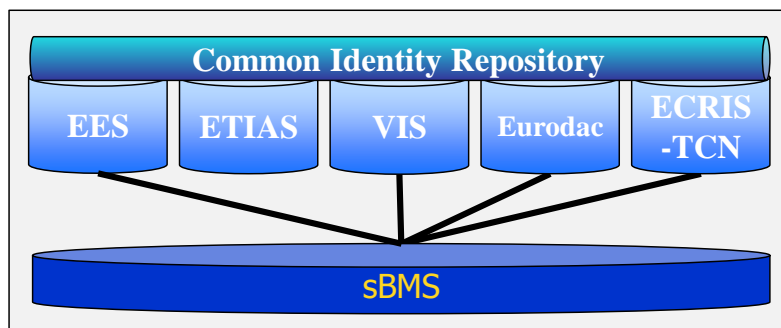 Common Identity Repository
EES
ETIAS
VIS
Eurodac
ECRIS
-TCN
sBMS